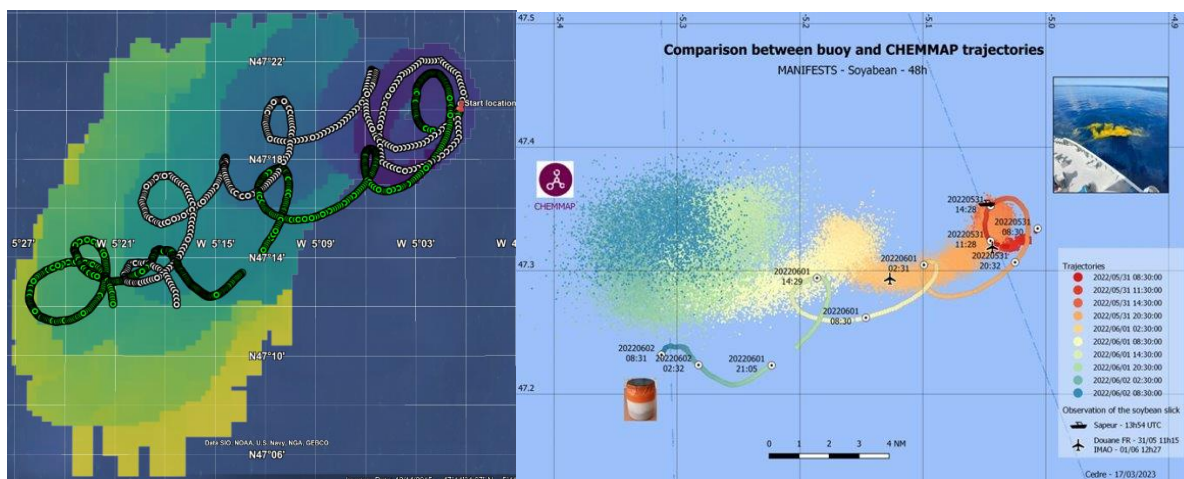 N47°22'
Start location
N47°18'
5°27' W 5°21' W 5°15' W 5°09' W 5°03' W 4
N47°14'
N47°10'
Data SIO, NOAA, U.S. Navy, NGA, GEBCO
N47°06'
-5.4 -5.3 -5.2 -5.1 -5.0 -4.9
47.5
Comparison between buoy and CHEMMAP trajectories
MANIFESTS - Soyabean - 48h
47.4
CHEMMAP
20220531
14:28
20220531
08:30
20220531
11:28
20220531
20:32
47.3
20220601
02:31
20220601
14:29
20220601
08:30
20220602
08:31
20220602
02:32
20220601
21:05
47.2
Trajectories
2022/05/31 08:30:00
2022/05/31 11:30:00
2022/05/31 14:30:00
2022/05/31 20:30:00
2022/06/01 02:30:00
2022/06/01 08:30:00
2022/06/01 14:30:00
2022/06/01 20:30:00
2022/06/02 02:30:00
2022/06/02 08:30:00
Observation of the soybean slick
Sapeur - 13h54 UTC
Douane FR - 31/05 11h15
IMAO - 01/06 12h27
0 1 2 3 4 NM
Cedre - 17/03/2023